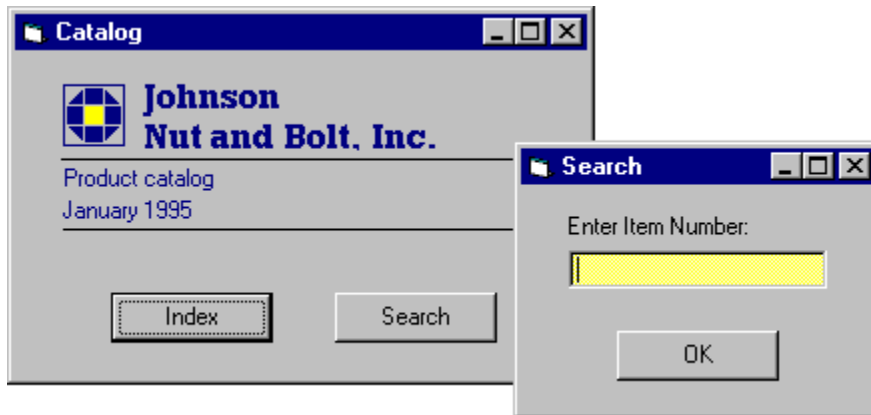 Catalog
Johnson
Nut and Bolt, Inc.
Product catalog
January 1995
Index
Search
Search
Enter Item Number:
OK